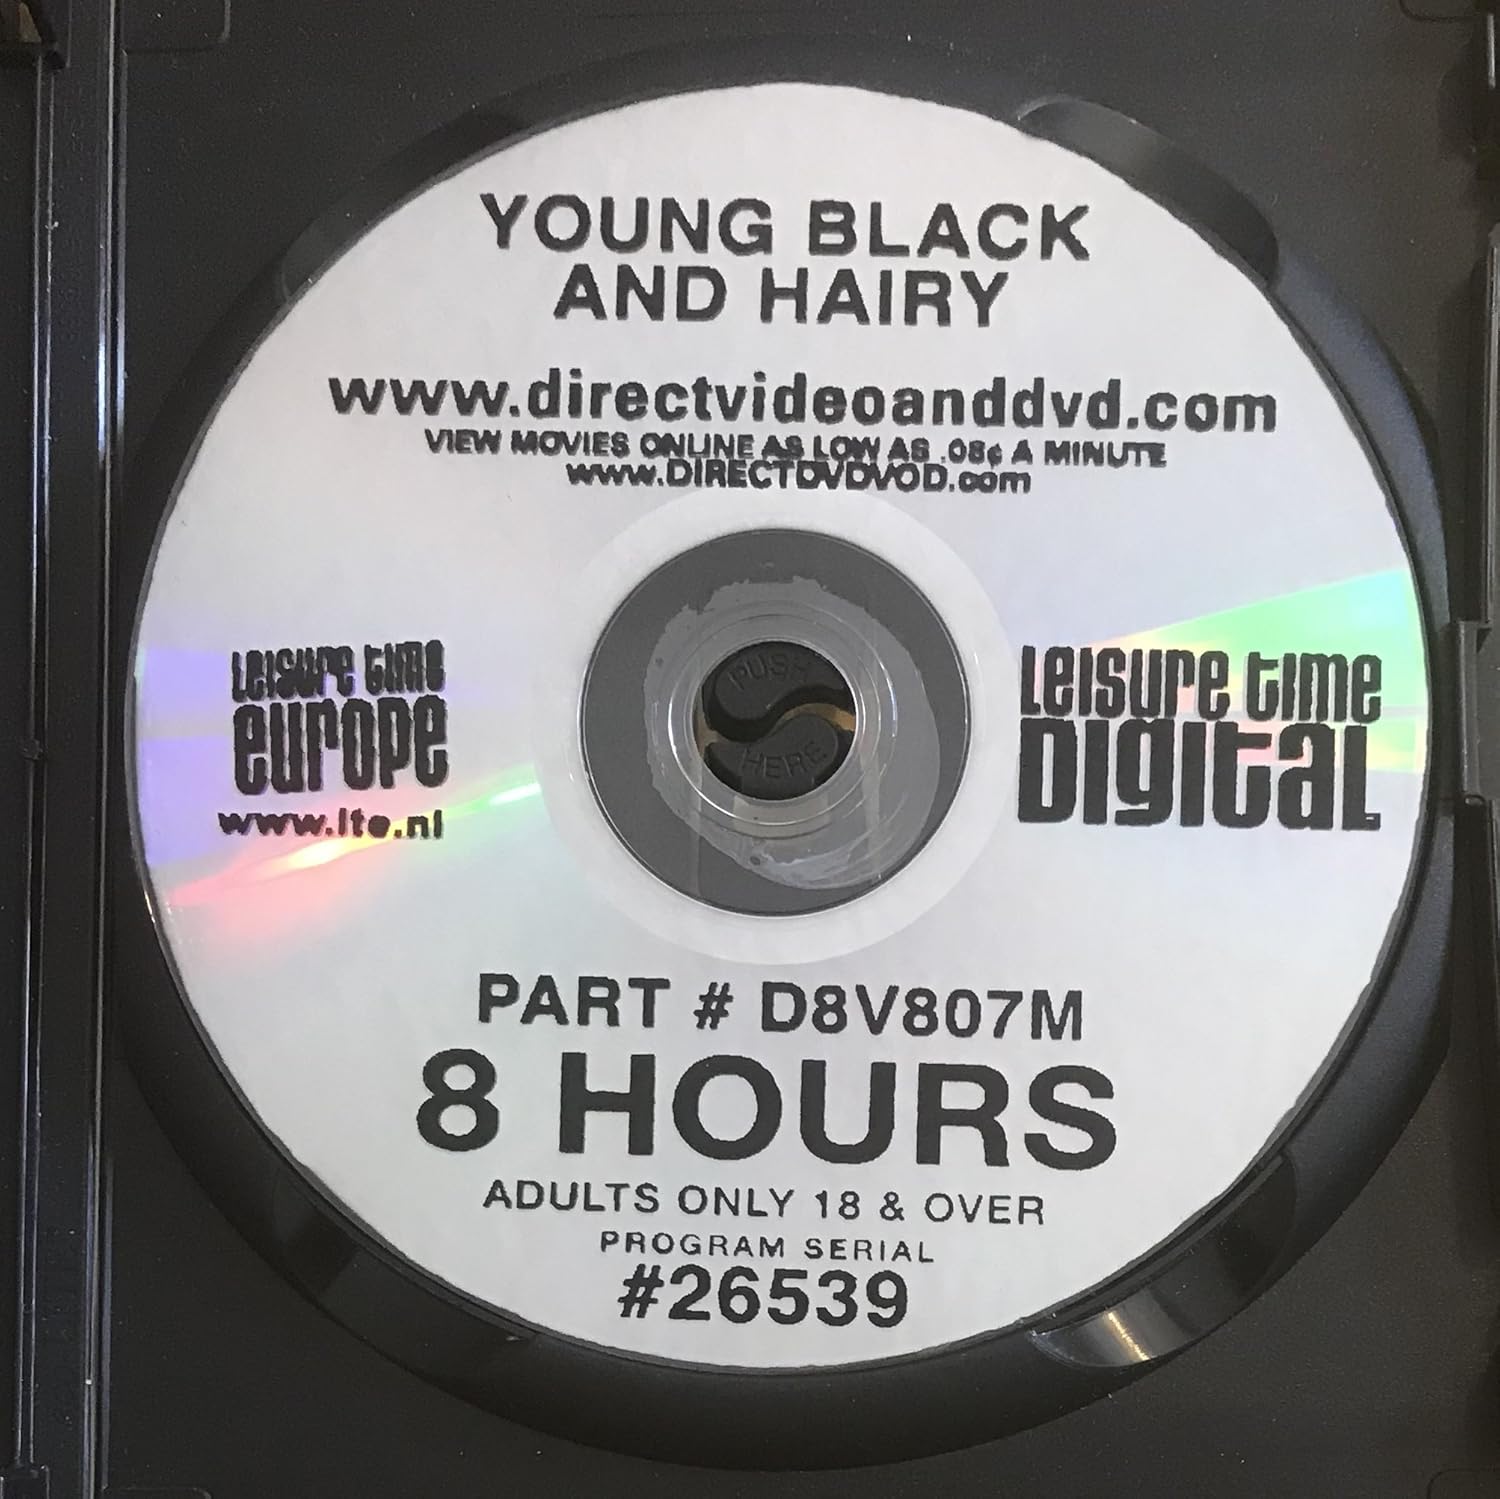 YOUNG BLACK
AND HAIRY
www.directvideoanddvd.com
VIEW MOVIES ONLINE AS LOW AS .08¢ A MINUTE
www.DIRECTDVDVOD.com
Leisure time
europe
www.lte.nl
PUSH
HERE
Leisure time
Digital
PART # D8V807M
8 HOURS
ADULTS ONLY 18 & OVER
PROGRAM SERIAL
#26539